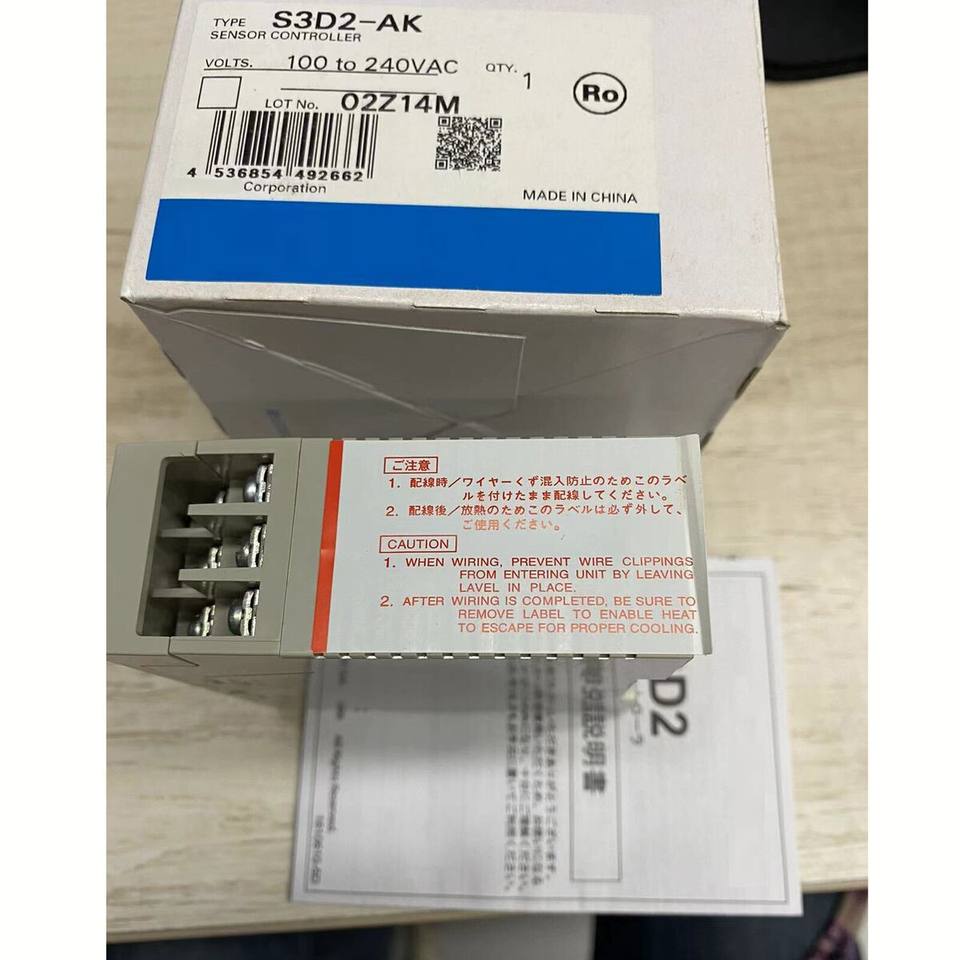 TYPE S3D2-AK
SENSOR CONTROLLER
VOLTS. 100 to 240VAC QTY. 1
LOT No. 02Z14M
Ro
4 536854 492662
Corporation
MADE IN CHINA
ご注意
1. 配線時/ワイヤーくず混入防止のためこのラベ
ルを付けたまま配線してください。
2. 配線後/放熱のためこのラベルは必ず外して、
ご使用ください。
CAUTION
1. WHEN WIRING, PREVENT WIRE CLIPPINGS
FROM ENTERING UNIT BY LEAVING
LAVEL IN PLACE.
2. AFTER WIRING IS COMPLETED, BE SURE TO
REMOVE LABEL TO ENABLE HEAT
TO ESCAPE FOR PROPER COOLING.
D2
説明書
All Rights Reserved